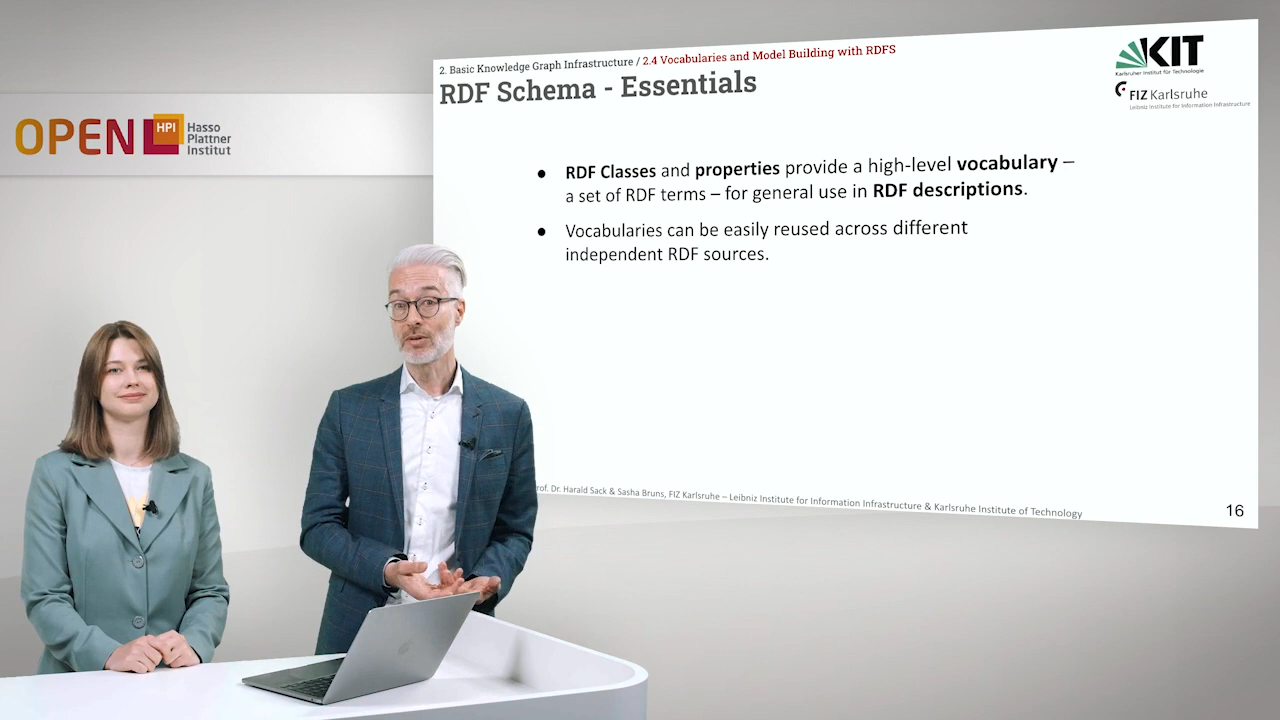 2. Basic Knowledge Graph Infrastructure / 2.4 Vocabularies and Model Building with RDFS
RDF Schema - Essentials
KIT
Karlsruher Institut für Technologie
FIZ Karlsruhe
Leibniz Institute for Information Infrastructure
OPEN HPI
Hasso
Plattner
Institut
● RDF Classes and properties provide a high-level vocabulary –
a set of RDF terms – for general use in RDF descriptions.
● Vocabularies can be easily reused across different
independent RDF sources.
rof. Dr. Harald Sack & Sasha Bruns, FIZ Karlsruhe – Leibniz Institute for Information Infrastructure & Karlsruhe Institute of Technology
16